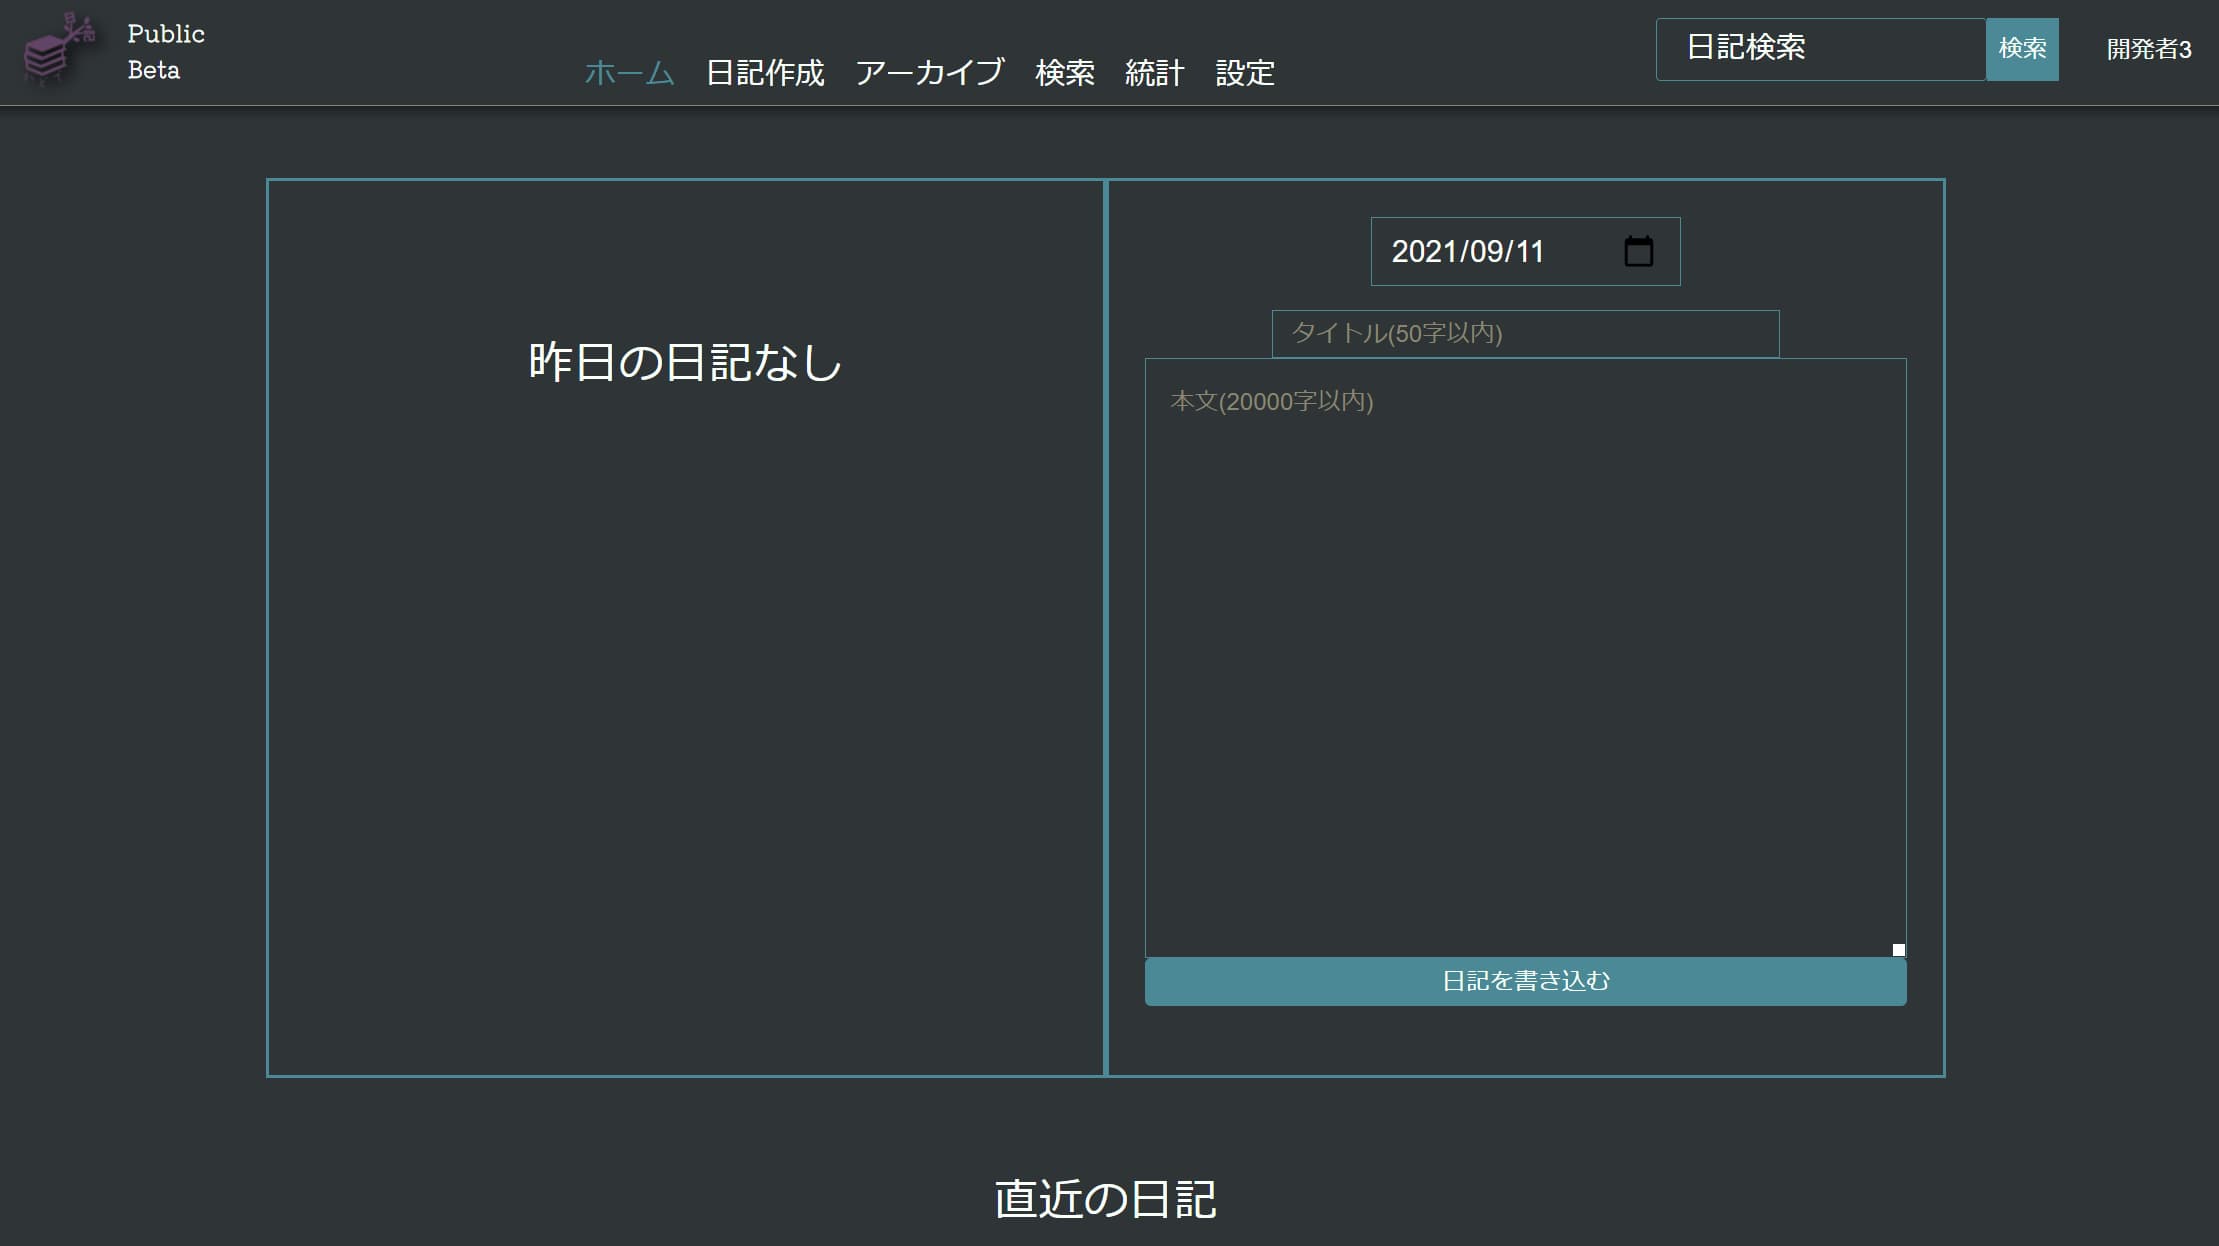 Public
Beta
ホーム 日記作成 アーカイブ 検索 統計 設定
日記検索 検索 開発者3
昨日の日記なし
2021/09/11
タイトル(50字以内)
本文(20000字以内)
日記を書き込む
直近の日記